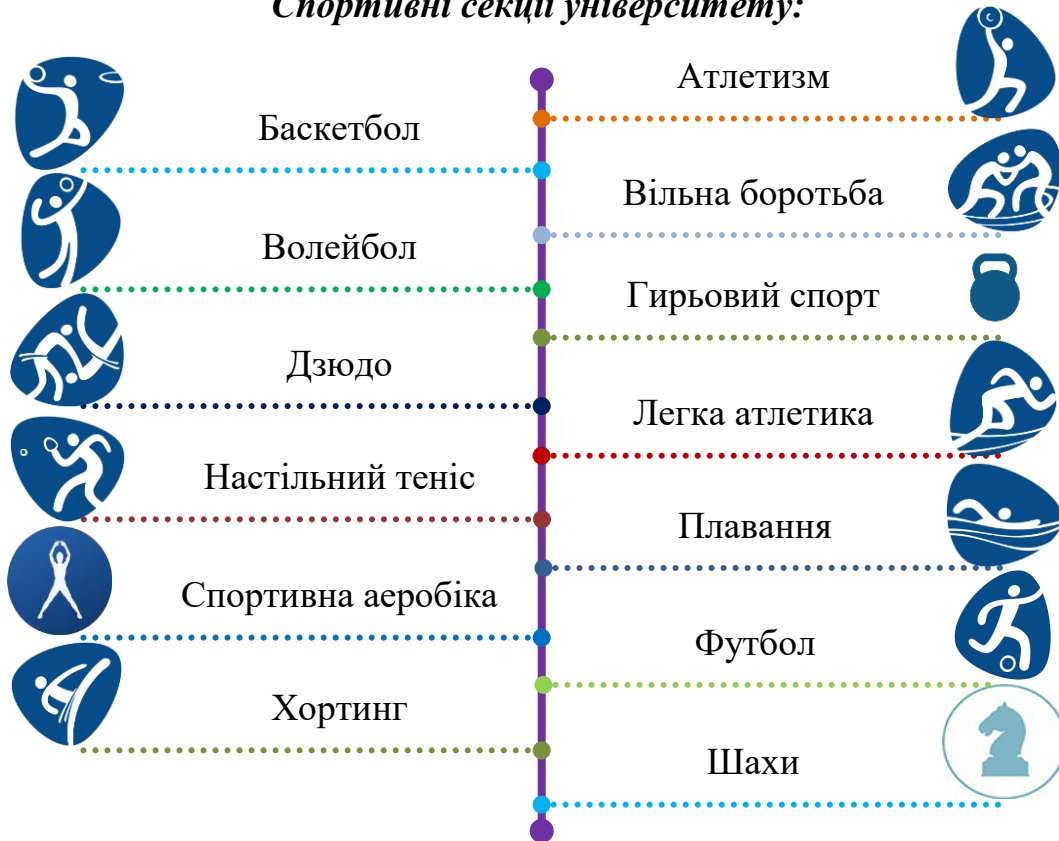 Спортивні секції університету:
Атлетизм
Баскетбол
Вільна боротьба
Волейбол
Гирьовий спорт
Дзюдо
Легка атлетика
Настільний теніс
Плавання
Спортивна аеробіка
Футбол
Хортинг
Шахи